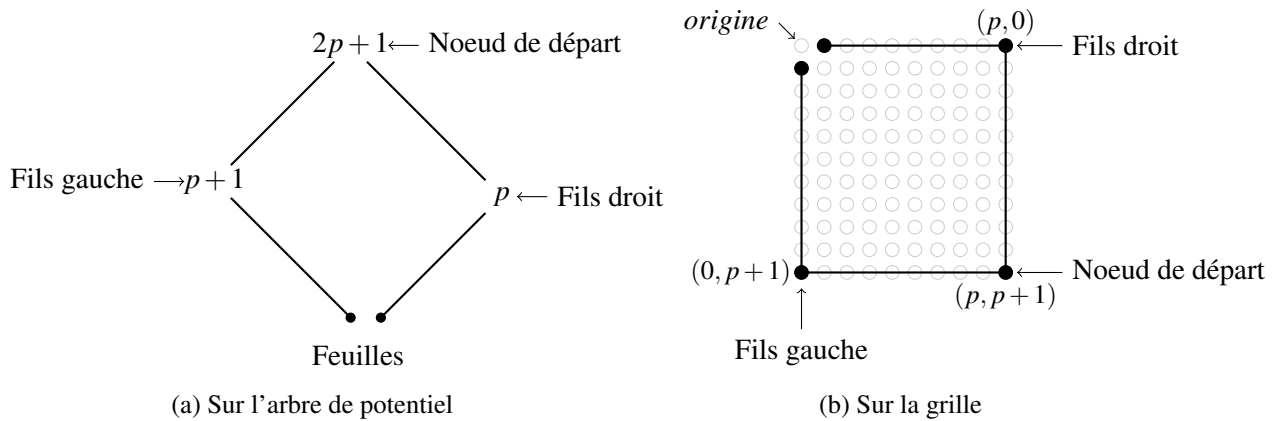 2p+1 ← Noeud de départ
Fils gauche → p+1
p ← Fils droit
Feuilles
(a) Sur l'arbre de potentiel
origine
(p,0)
Fils droit
(0,p+1)
Noeud de départ
(p,p+1)
Fils gauche
(b) Sur la grille